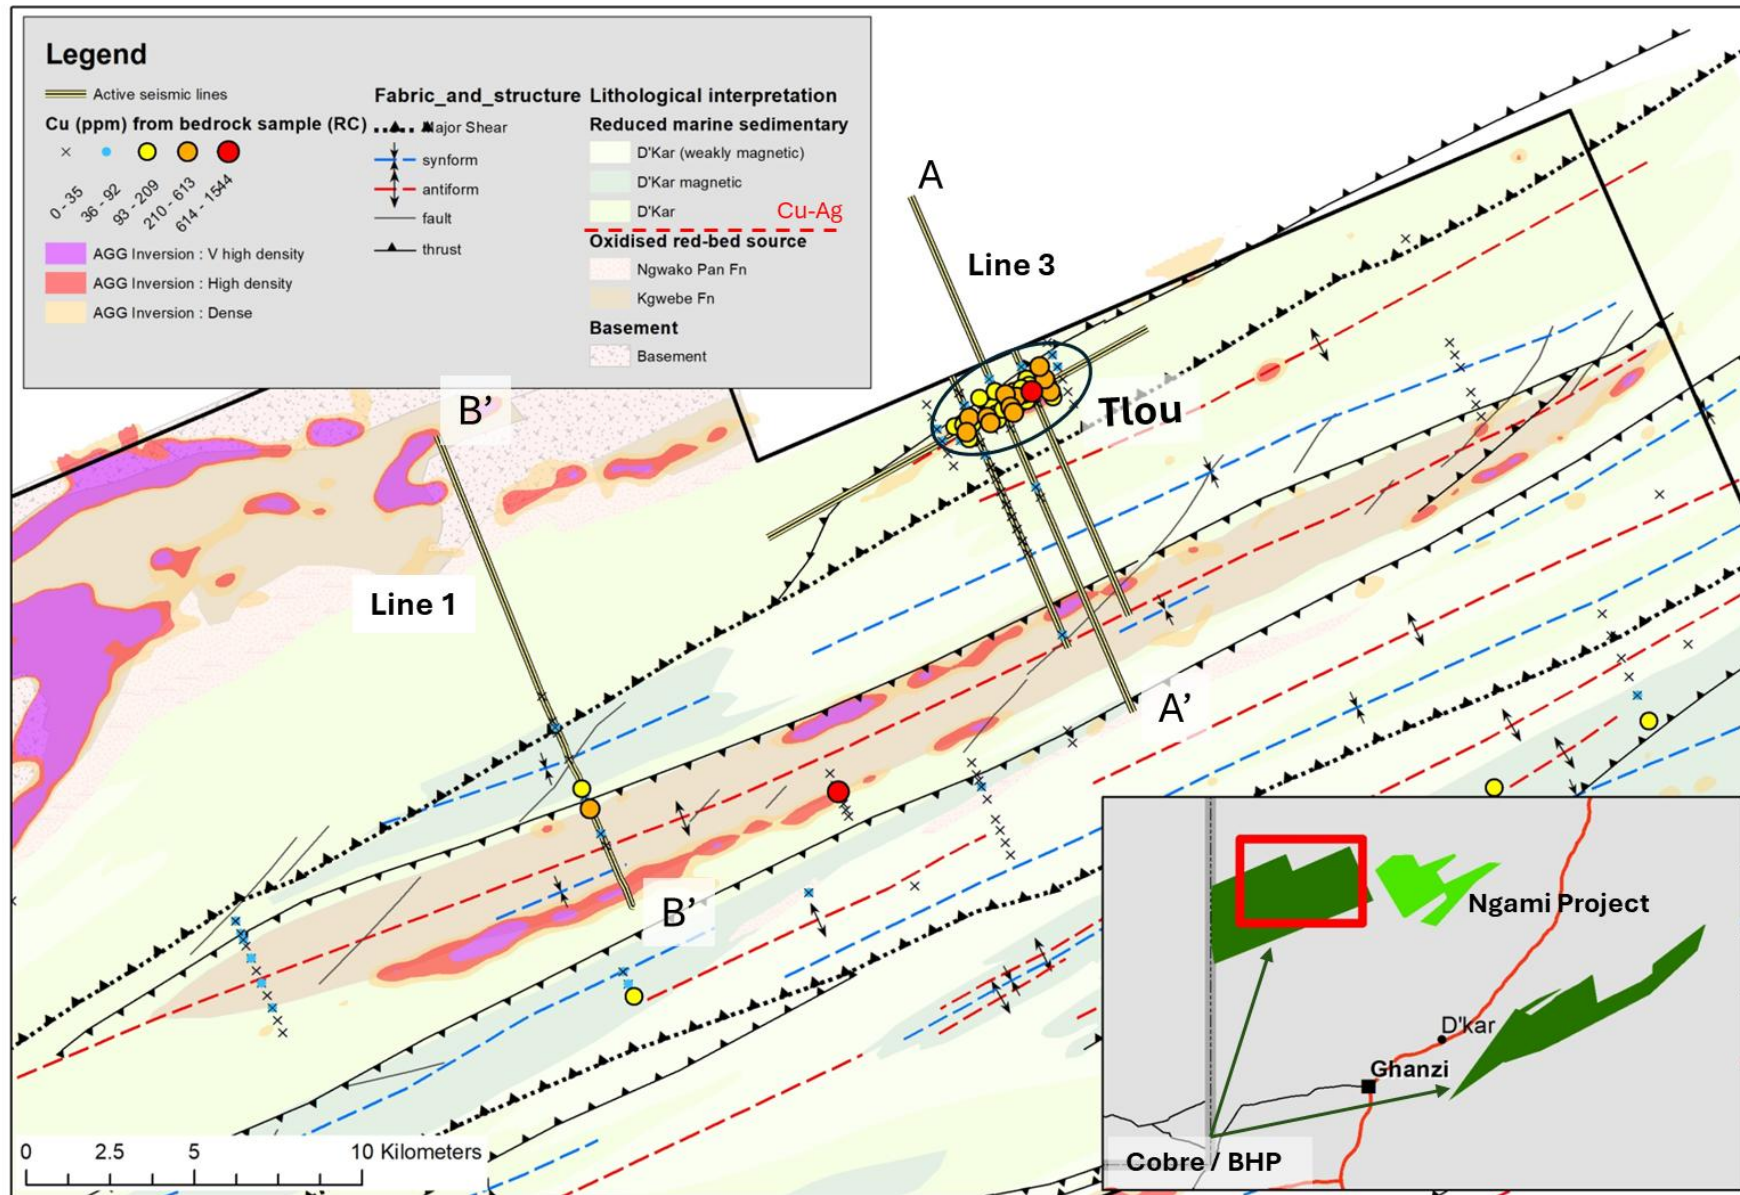 Legend
Active seismic lines
Cu (ppm) from bedrock sample (RC)
0 - 35
36 - 92
93 - 209
210 - 613
614 - 1544
AGG Inversion : V high density
AGG Inversion : High density
AGG Inversion : Dense
Fabric_and_structure
Major Shear
synform
antiform
fault
thrust
Lithological interpretation
Reduced marine sedimentary
D'Kar (weakly magnetic)
D'Kar magnetic
D'Kar
Cu-Ag
Oxidised red-bed source
Ngwako Pan Fn
Kgwebe Fn
Basement
Basement
A
Line 3
B'
Tlou
Line 1
A'
B'
Ngami Project
D'kar
Ghanzi
Cobre / BHP
0 2.5 5 10 Kilometers